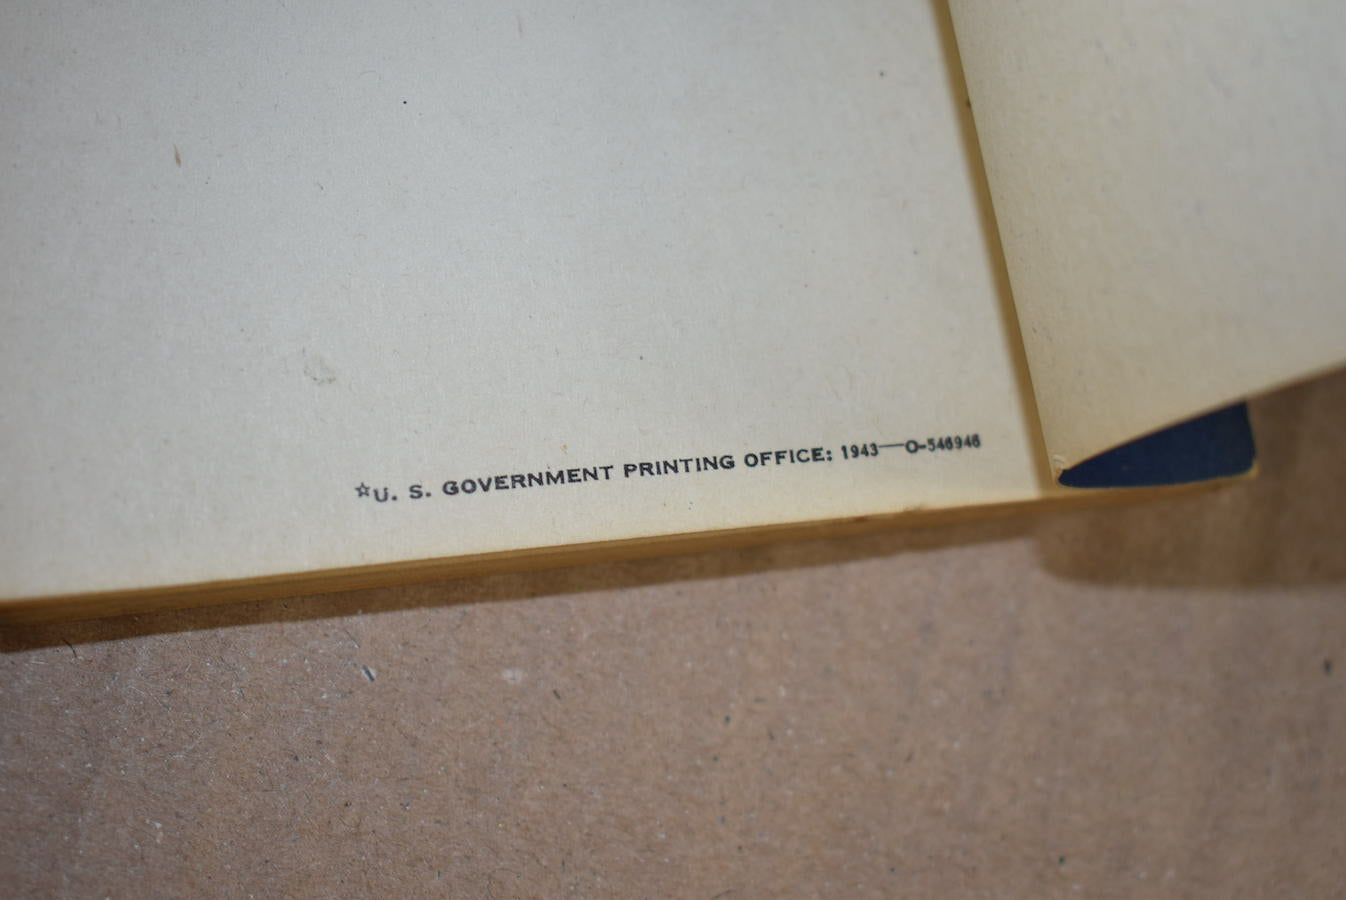 ☆U. S. GOVERNMENT PRINTING OFFICE: 1943—O-546946